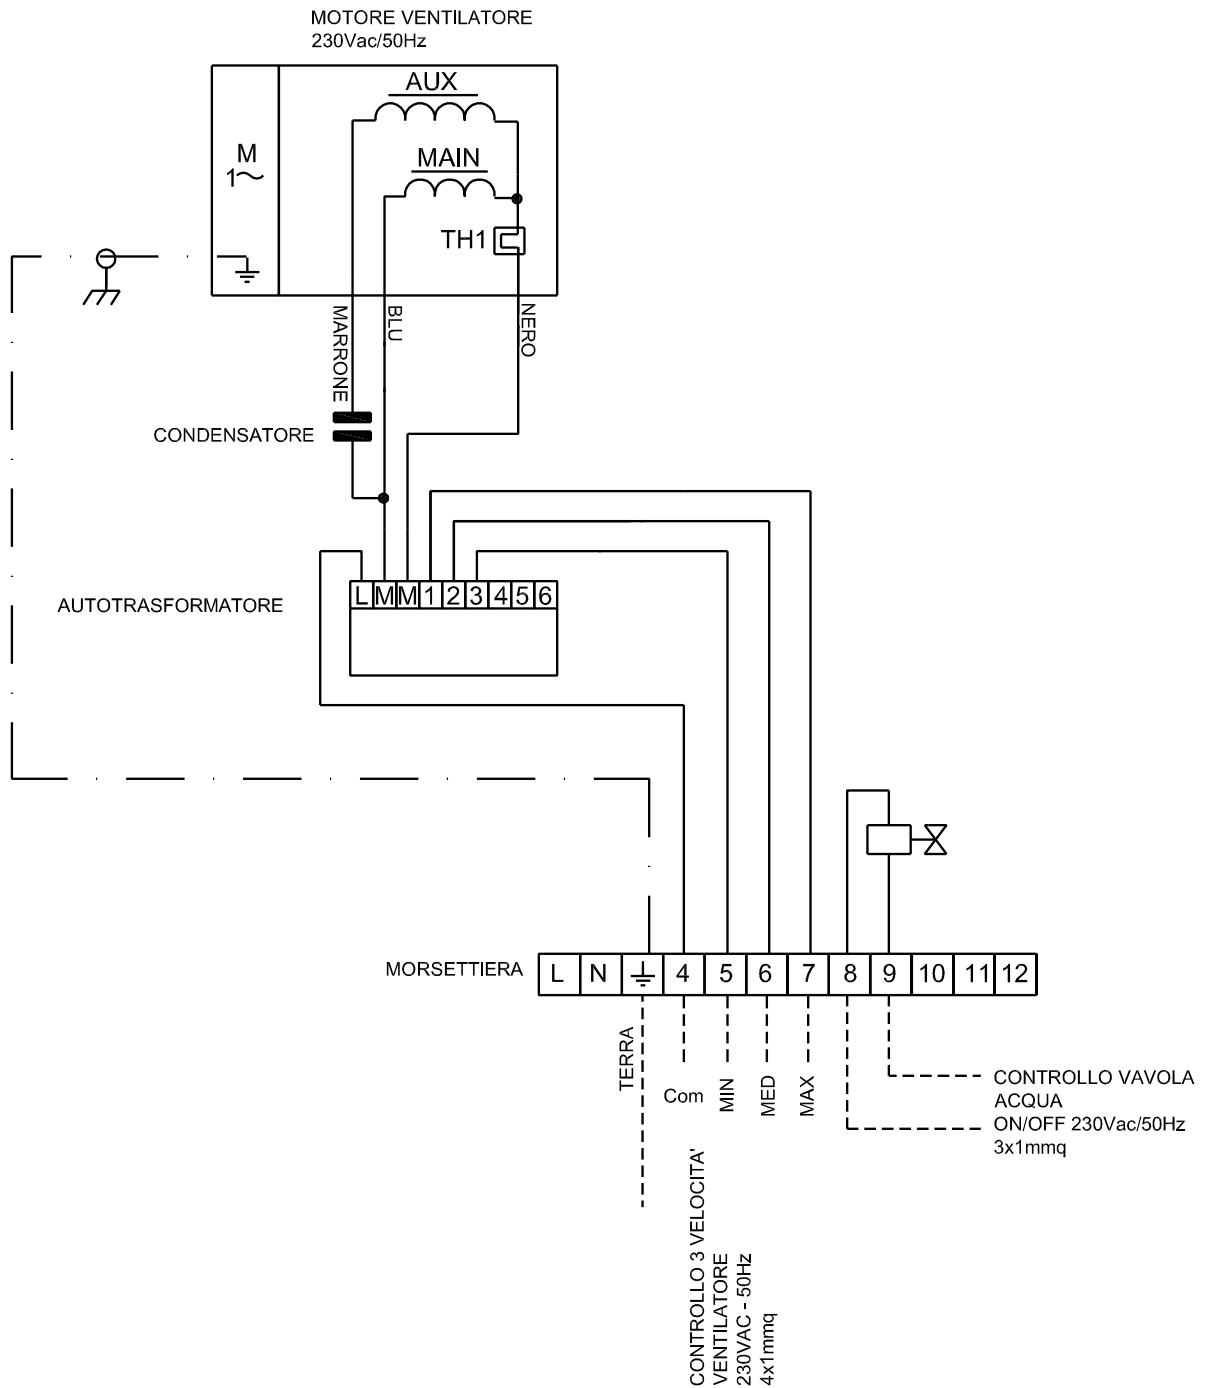 MOTORE VENTILATORE
230Vac/50Hz
AUX
M
1~
MAIN
TH1
MARRONE
BLU
NERO
CONDENSATORE
AUTOTRASFORMATORE
L M M 1 2 3 4 5 6
MORSETTIERA
L N 4 5 6 7 8 9 10 11 12
TERRA
Com
MIN
MED
MAX
CONTROLLO VAVOLA
ACQUA
ON/OFF 230Vac/50Hz
3x1mmq
CONTROLLO 3 VELOCITA'
VENTILATORE
230VAC - 50Hz
4x1mmq